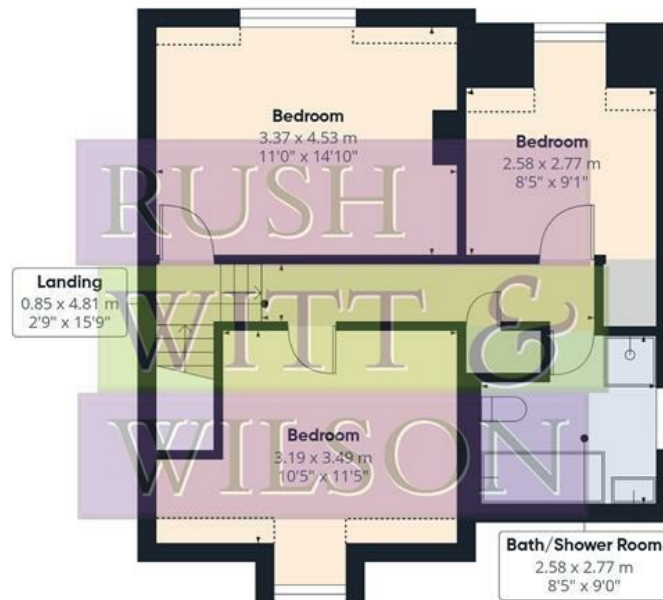 Bedroom
3.37 x 4.53 m
11'0" x 14'10"
Bedroom
2.58 x 2.77 m
8'5" x 9'1"
RUSH
Landing
0.85 x 4.81 m
2'9" x 15'9"
WITT &
Bedroom
3.19 x 3.49 m
10'5" x 11'5"
WILSON
Bath/Shower Room
2.58 x 2.77 m
8'5" x 9'0"